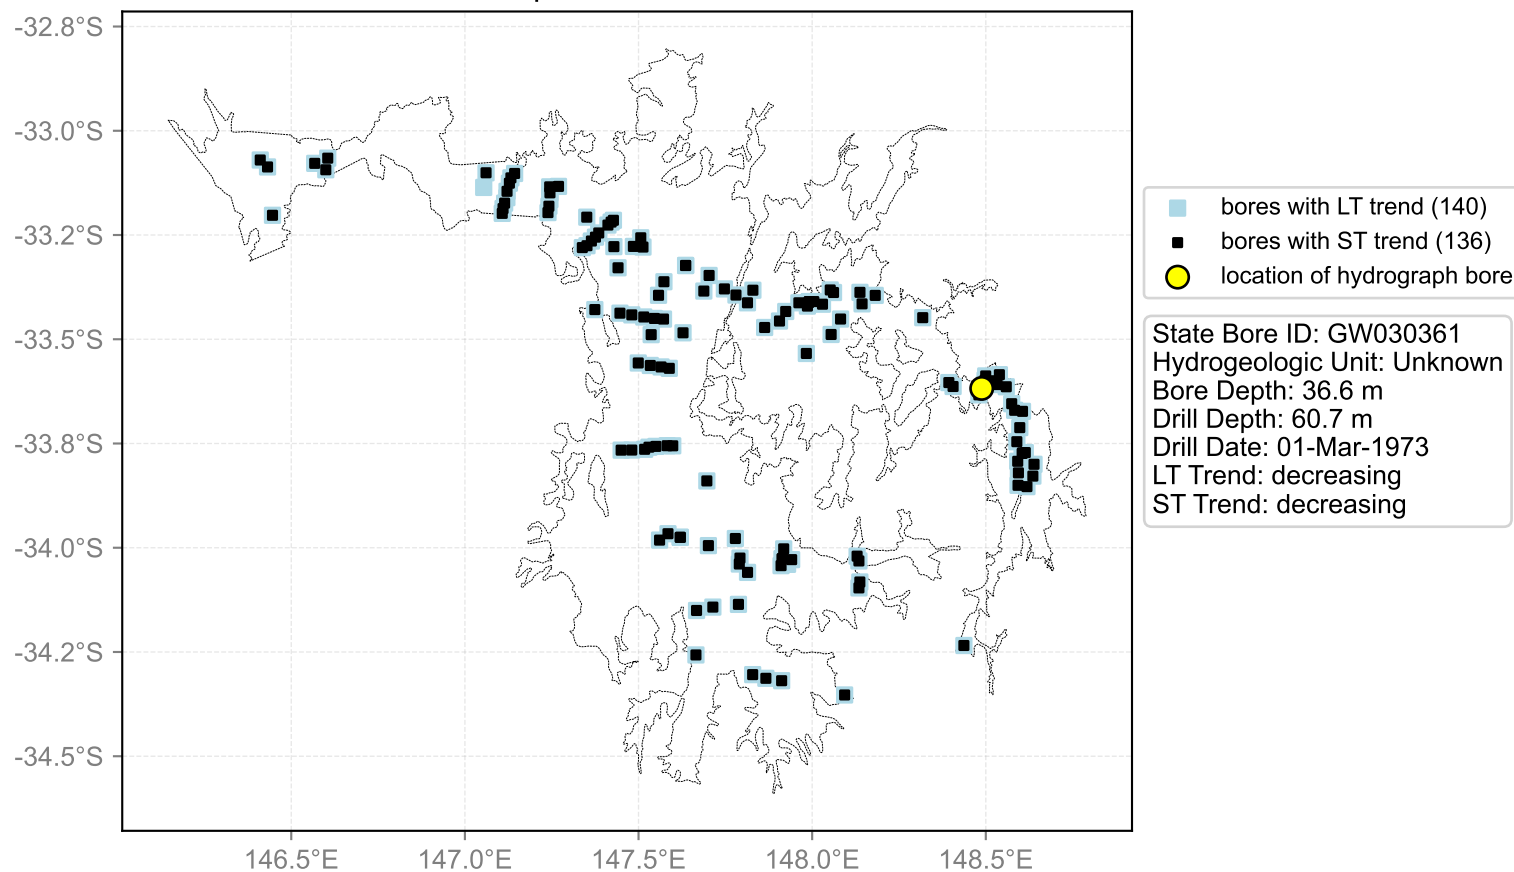 -32.8°S
-33.0°S
-33.2°S
-33.5°S
-33.8°S
-34.0°S
-34.2°S
-34.5°S
146.5°E
147.0°E
147.5°E
148.0°E
148.5°E
bores with LT trend (140)
bores with ST trend (136)
location of hydrograph bore
State Bore ID: GW030361
Hydrogeologic Unit: Unknown
Bore Depth: 36.6 m
Drill Depth: 60.7 m
Drill Date: 01-Mar-1973
LT Trend: decreasing
ST Trend: decreasing